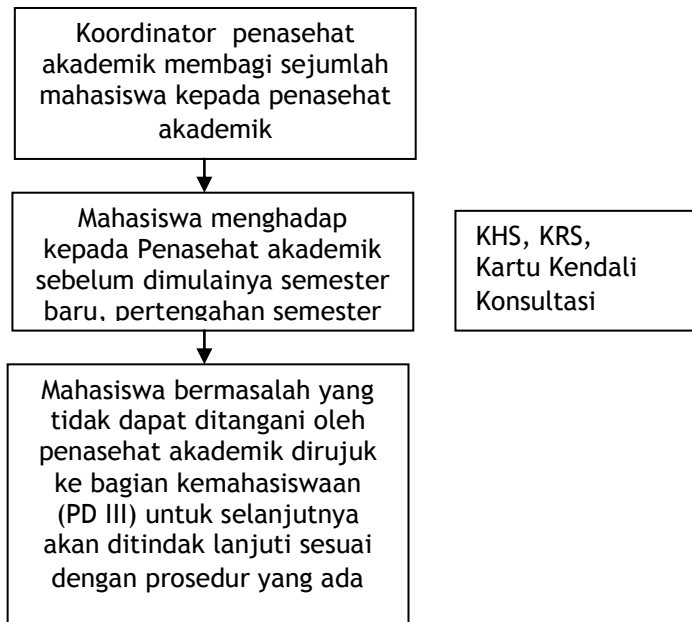 Koordinator penasehat
akademik membagi sejumlah
mahasiswa kepada penasehat
akademik
Mahasiswa menghadap
kepada Penasehat akademik
sebelum dimulainya semester
baru, pertengahan semester
KHS, KRS,
Kartu Kendali
Konsultasi
Mahasiswa bermasalah yang
tidak dapat ditangani oleh
penasehat akademik dirujuk
ke bagian kemahasiswaan
(PD III) untuk selanjutnya
akan ditindak lanjuti sesuai
dengan prosedur yang ada